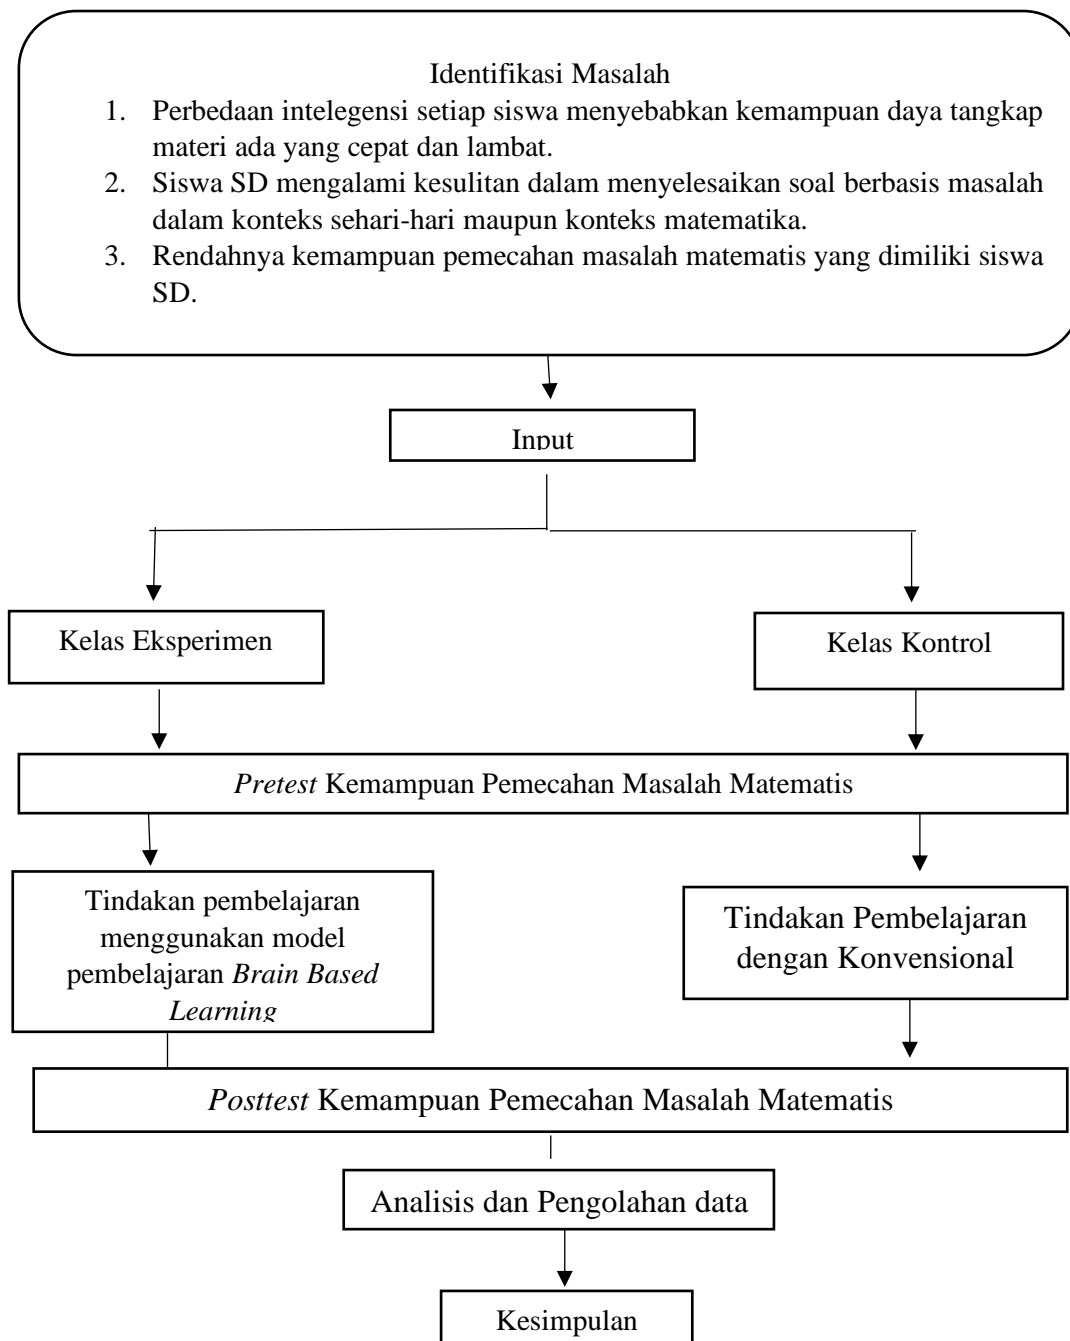 Identifikasi Masalah
1. Perbedaan intelegensi setiap siswa menyebabkan kemampuan daya tangkap
materi ada yang cepat dan lambat.
2. Siswa SD mengalami kesulitan dalam menyelesaikan soal berbasis masalah
dalam konteks sehari-hari maupun konteks matematika.
3. Rendahnya kemampuan pemecahan masalah matematis yang dimiliki siswa
SD.
Input
Kelas Eksperimen
Kelas Kontrol
Pretest Kemampuan Pemecahan Masalah Matematis
Tindakan pembelajaran
menggunakan model
pembelajaran Brain Based
Learning
Tindakan Pembelajaran
dengan Konvensional
Posttest Kemampuan Pemecahan Masalah Matematis
Analisis dan Pengolahan data
Kesimpulan